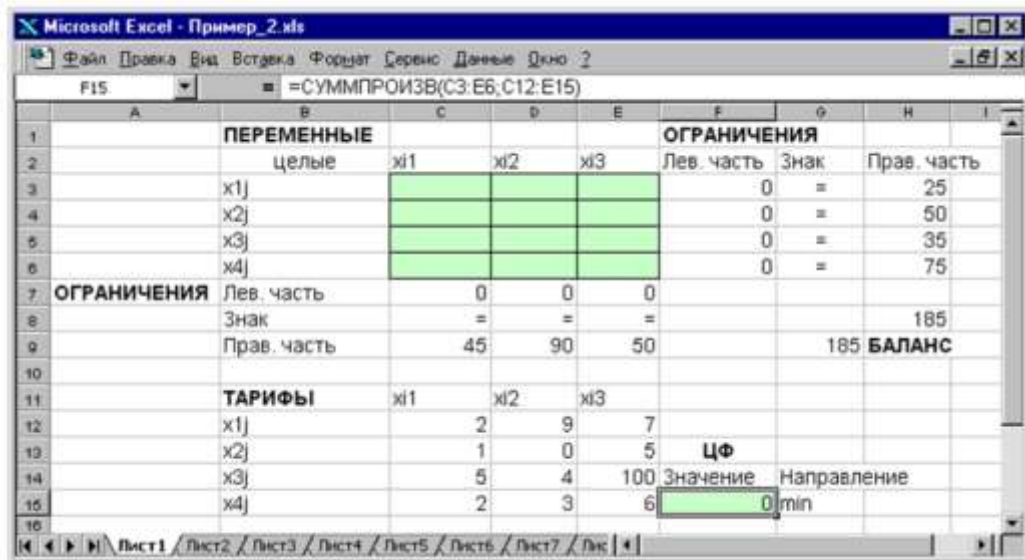 Microsoft Excel - Пример_2.xls
Файл Правка Вид Вставка Формат Сервис Данные Окно ?
F15 = =СУММПРОИЗВ(C3:E6;C12:E15)
A B C D E F G H I
1 ПЕРЕМЕННЫЕ ОГРАНИЧЕНИЯ
2 целые xi1 xi2 xi3 Лев. часть Знак Прав. часть
3 x1j 0 = 25
4 x2j 0 = 50
5 x3j 0 = 35
6 x4j 0 = 75
7 ОГРАНИЧЕНИЯ Лев. часть 0 0 0
8 Знак = = = 185
9 Прав. часть 45 90 50 185 БАЛАНС
10
11 ТАРИФЫ xi1 xi2 xi3
12 x1j 2 9 7
13 x2j 1 0 5 ЦФ
14 x3j 5 4 100 Значение Направление
15 x4j 2 3 6 0 min
16
Лист1 Лист2 Лист3 Лист4 Лист5 Лист6 Лист7 Лис